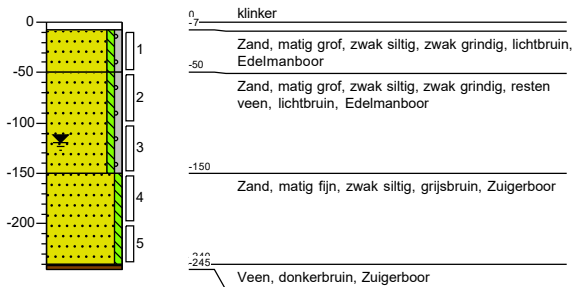 0
klinker
-7
Zand, matig grof, zwak siltig, zwak grindig, lichtbruin,
Edelmanboor
-50
Zand, matig grof, zwak siltig, zwak grindig, resten
veen, lichtbruin, Edelmanboor
-150
Zand, matig fijn, zwak siltig, grijsbruin, Zuigerboor
-240
-245
Veen, donkerbruin, Zuigerboor
0
-50
-100
-150
-200
1
2
3
4
5